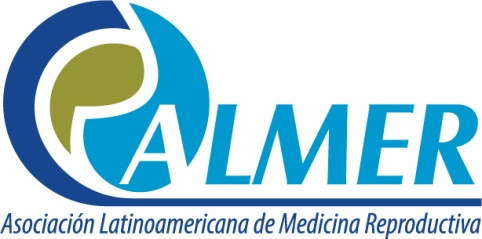 ALMER
Asociación Latinoamericana de Medicina Reproductiva